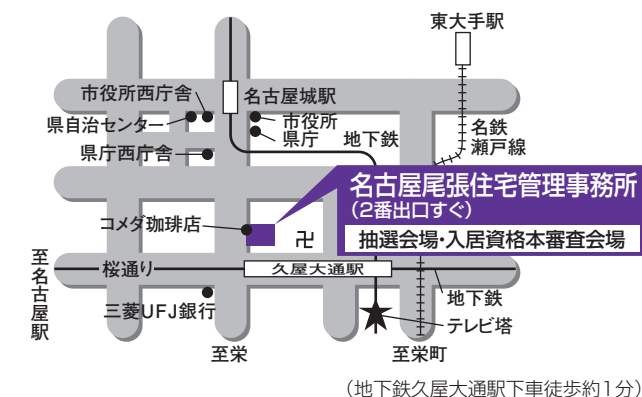 東大手駅
市役所西庁舎
名古屋城駅
県自治センター
市役所
県庁
地下鉄
名鉄
瀬戸線
県庁西庁舎
名古屋尾張住宅管理事務所
(2番出口すぐ)
抽選会場・入居資格本審査会場
コメダ珈琲店
卍
至名古屋駅
桜通り
久屋大通駅
地下鉄
三菱UFJ銀行
テレビ塔
至栄
至栄町
(地下鉄久屋大通駅下車徒歩約1分)